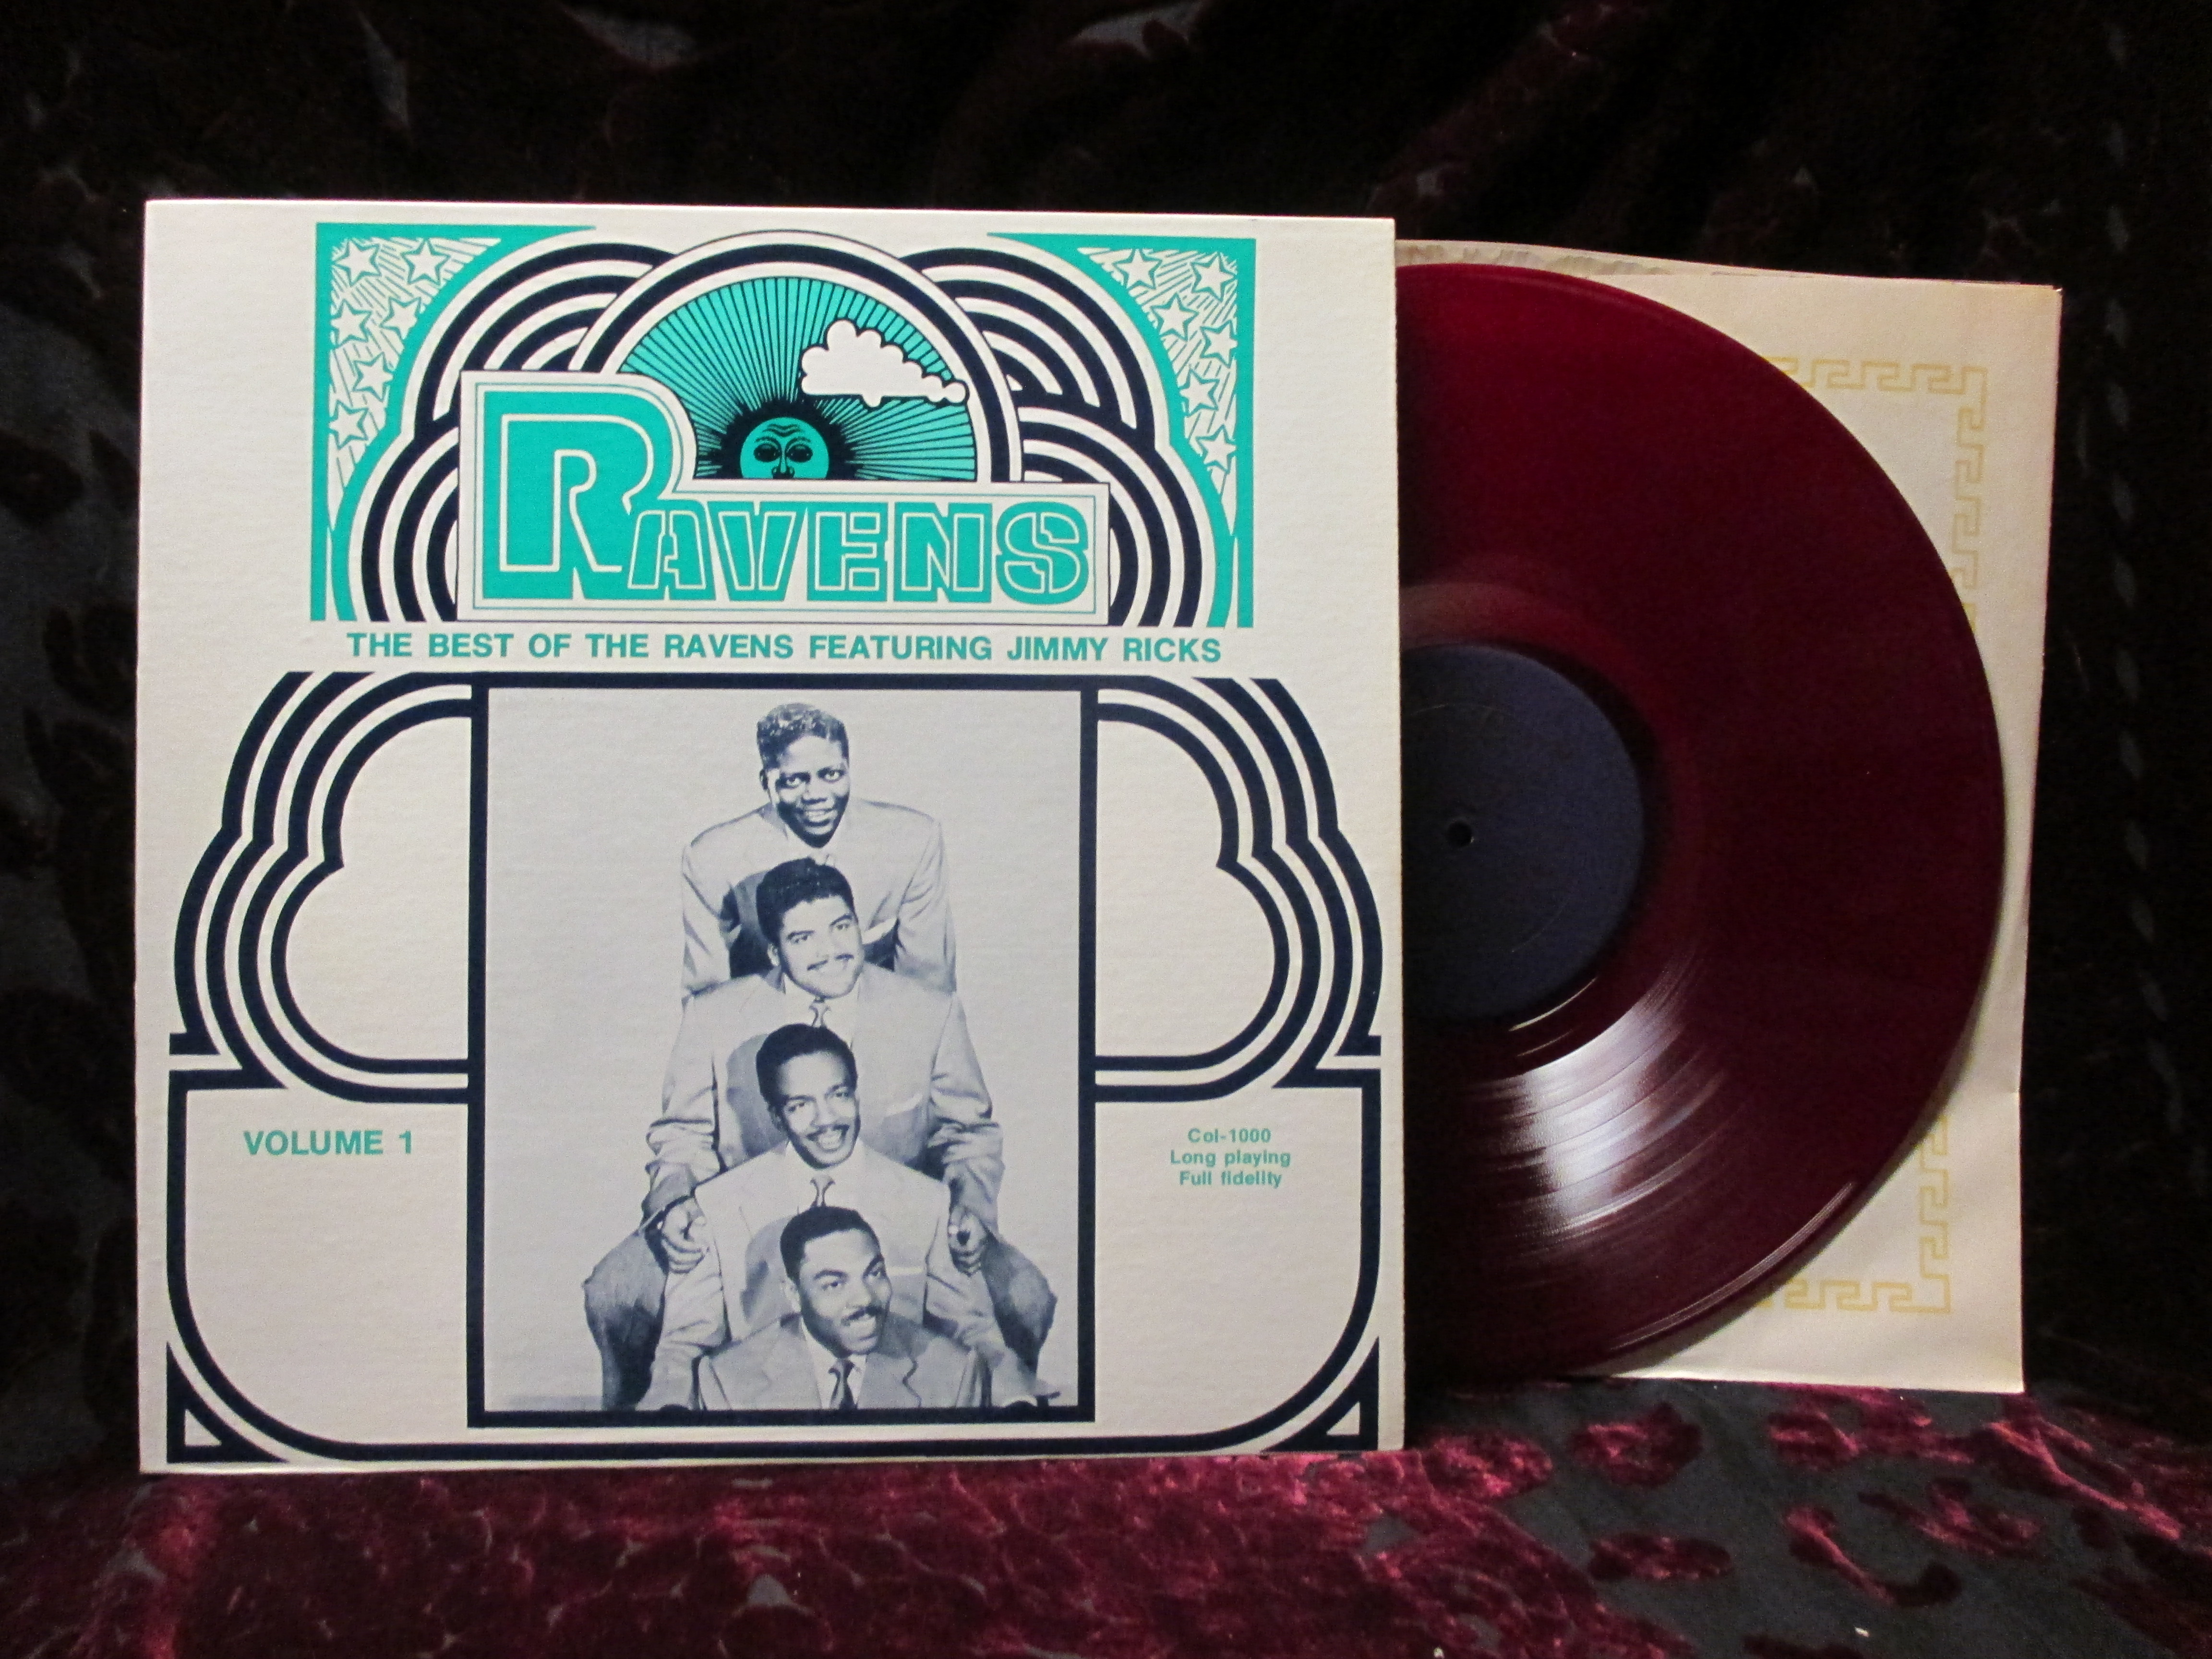 RAVENS
THE BEST OF THE RAVENS FEATURING JIMMY RICKS
VOLUME 1
Col-1000
Long playing
Full fidelity